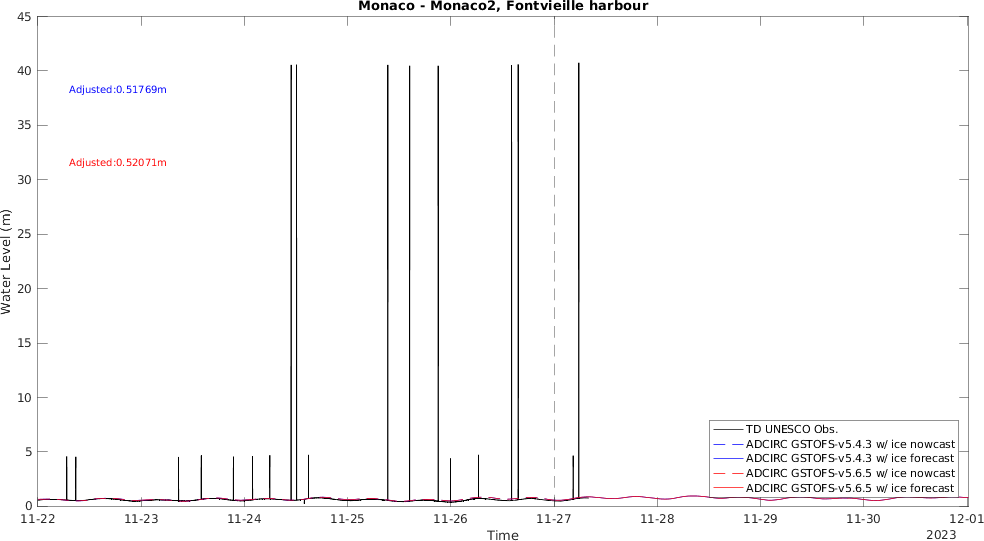 Monaco - Monaco2, Fontvieille harbour
45
40
35
30
25
20
15
10
5
0
Water Level (m)
Adjusted:0.51769m
Adjusted:0.52071m
TD UNESCO Obs.
ADCIRC GSTOFS-v5.4.3 w/ ice nowcast
ADCIRC GSTOFS-v5.4.3 w/ ice forecast
ADCIRC GSTOFS-v5.6.5 w/ ice nowcast
ADCIRC GSTOFS-v5.6.5 w/ ice forecast
11-22 11-23 11-24 11-25 11-26 11-27 11-28 11-29 11-30 12-01
Time
2023